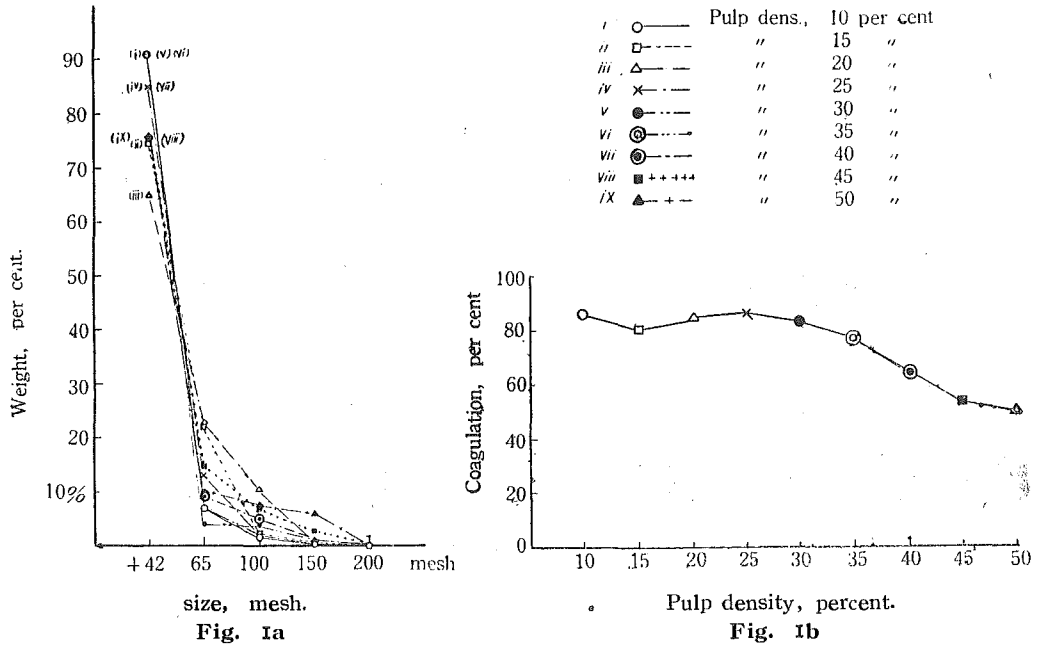 i Pulp dens., 10 per cent
ii " 15 "
iii " 20 "
iv " 25 "
v " 30 "
vi " 35 "
vii " 40 "
viii " 45 "
ix " 50 "
Weight, per cent.
90
80
70
60
50
40
30
20
10%
(i) (v) (vi)
(iv) (vii)
(ix) (ii) (viii)
(iii)
+42 65 100 150 200 mesh
size, mesh.
Fig. Ia
Coagulation, per cent
100
80
60
40
20
0
10 15 20 25 30 35 40 45 50
Pulp density, percent.
Fig. Ib